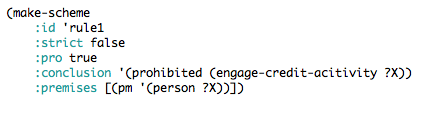 (make-scheme
:id 'rule1
:strict false
:pro true
:conclusion '(prohibited (engage-credit-acitivity ?X))
:premises [(pm '(person ?X))])